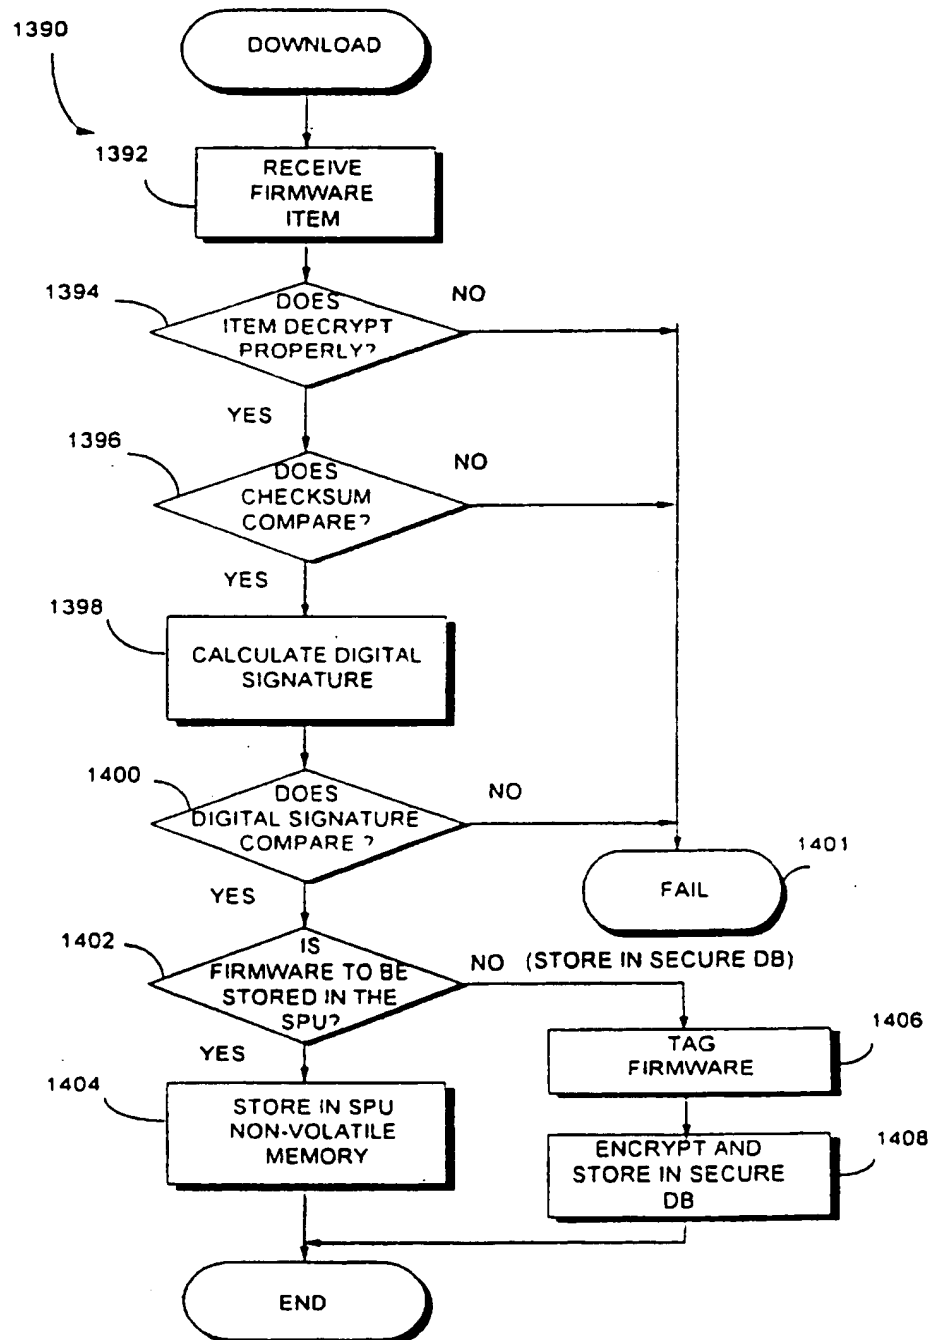 1390
DOWNLOAD
1392
RECEIVE
FIRMWARE
ITEM
1394
DOES
ITEM DECRYPT
PROPERLY?
NO
YES
1396
DOES
CHECKSUM
COMPARE?
NO
YES
1398
CALCULATE DIGITAL
SIGNATURE
1400
DOES
DIGITAL SIGNATURE
COMPARE ?
NO
1401
FAIL
YES
1402
IS
FIRMWARE TO BE
STORED IN THE
SPU?
NO (STORE IN SECURE DB)
1406
TAG
FIRMWARE
YES
1404
STORE IN SPU
NON-VOLATILE
MEMORY
1408
ENCRYPT AND
STORE IN SECURE
DB
END